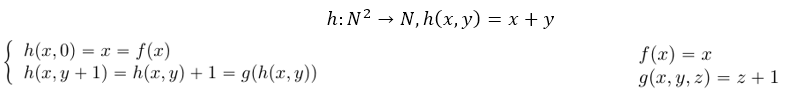 h: N² → N, h(x, y) = x + y
h(x, 0) = x = f(x)
h(x, y + 1) = h(x, y) + 1 = g(h(x, y))
f(x) = x
g(x, y, z) = z + 1